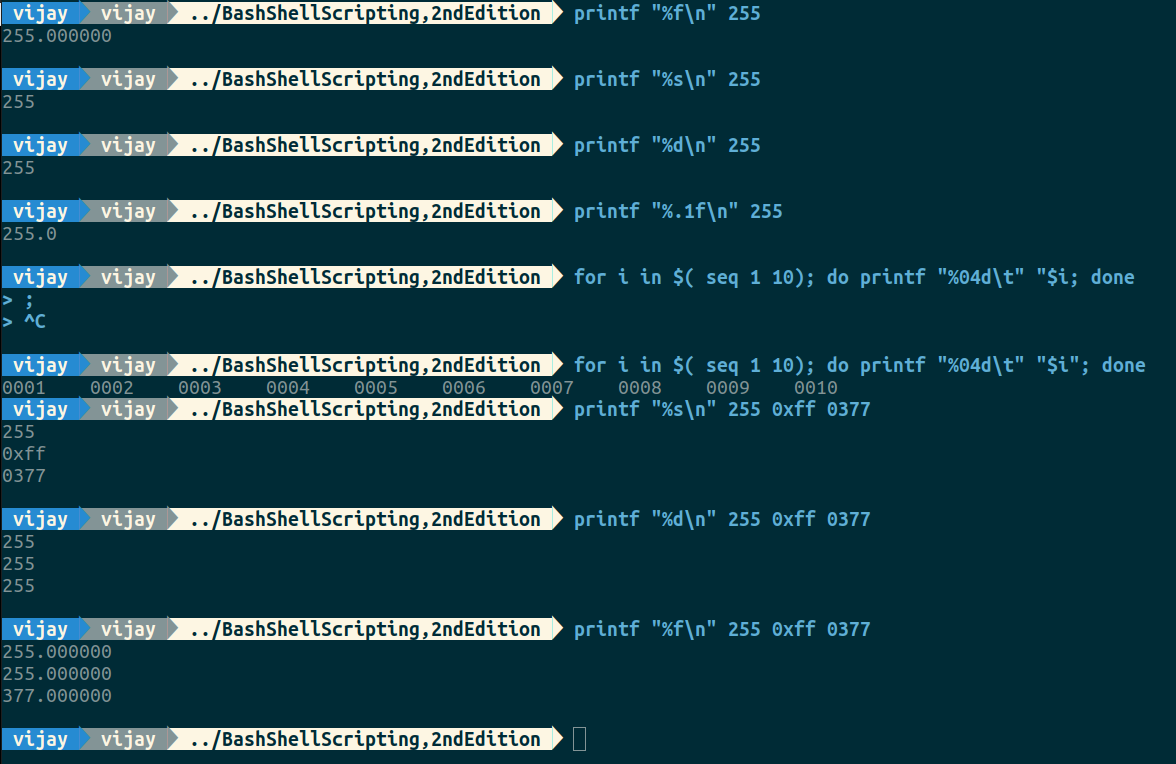 vijay vijay ../BashShellScripting,2ndEdition printf "%f\n" 255
255.000000
vijay vijay ../BashShellScripting,2ndEdition printf "%s\n" 255
255
vijay vijay ../BashShellScripting,2ndEdition printf "%d\n" 255
255
vijay vijay ../BashShellScripting,2ndEdition printf "%.1f\n" 255
255.0
vijay vijay ../BashShellScripting,2ndEdition for i in $( seq 1 10); do printf "%04d\t" "$i; done
> ;
> ^C
vijay vijay ../BashShellScripting,2ndEdition for i in $( seq 1 10); do printf "%04d\t" "$i"; done
0001 0002 0003 0004 0005 0006 0007 0008 0009 0010
vijay vijay ../BashShellScripting,2ndEdition printf "%s\n" 255 0xff 0377
255
0xff
0377
vijay vijay ../BashShellScripting,2ndEdition printf "%d\n" 255 0xff 0377
255
255
255
vijay vijay ../BashShellScripting,2ndEdition printf "%f\n" 255 0xff 0377
255.000000
255.000000
377.000000
vijay vijay ../BashShellScripting,2ndEdition